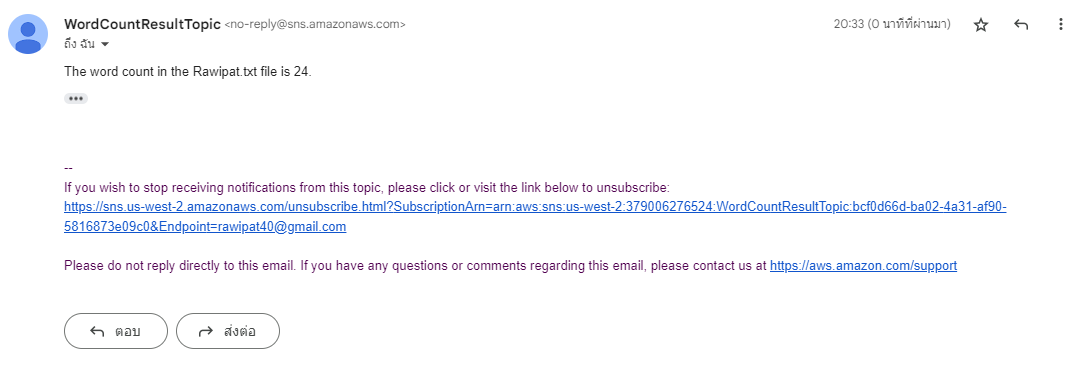 WordCountResultTopic <no-reply@sns.amazonaws.com>
20:33 (0 นาทีที่ผ่านมา)
ถึง ฉัน
The word count in the Rawipat.txt file is 24.
--
If you wish to stop receiving notifications from this topic, please click or visit the link below to unsubscribe:
https://sns.us-west-2.amazonaws.com/unsubscribe.html?SubscriptionArn=arn:aws:sns:us-west-2:379006276524:WordCountResultTopic:bcf0d66d-ba02-4a31-af90-
5816873e09c0&Endpoint=rawipat40@gmail.com
Please do not reply directly to this email. If you have any questions or comments regarding this email, please contact us at https://aws.amazon.com/support
ตอบ
ส่งต่อ